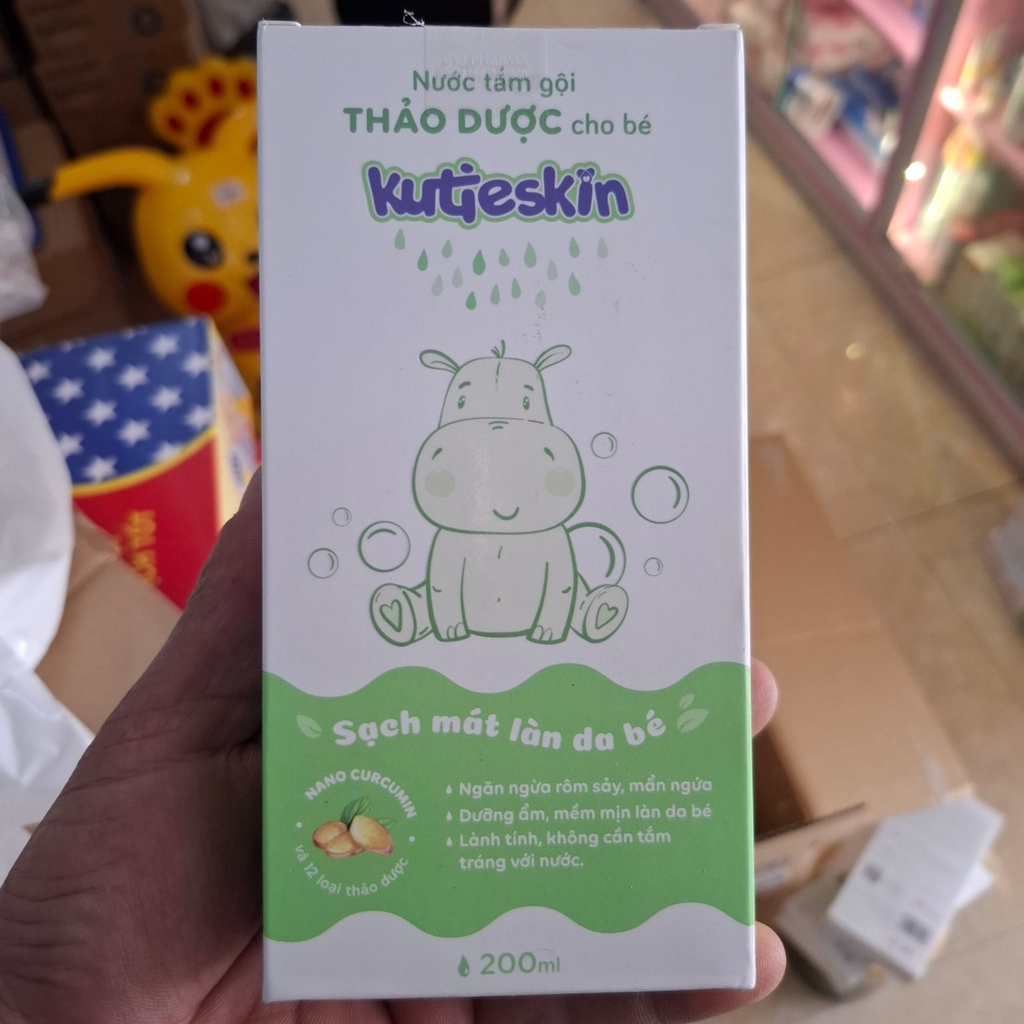 Nước tắm gội
THẢO DƯỢC cho bé
kutieskin
Sạch mát làn da bé
NANO CURCUMIN
và 12 loại thảo dược
Ngăn ngừa rôm sảy, mẩn ngứa
Dưỡng ẩm, mềm mịn làn da bé
Lành tính, không cần tắm
tráng với nước.
200ml